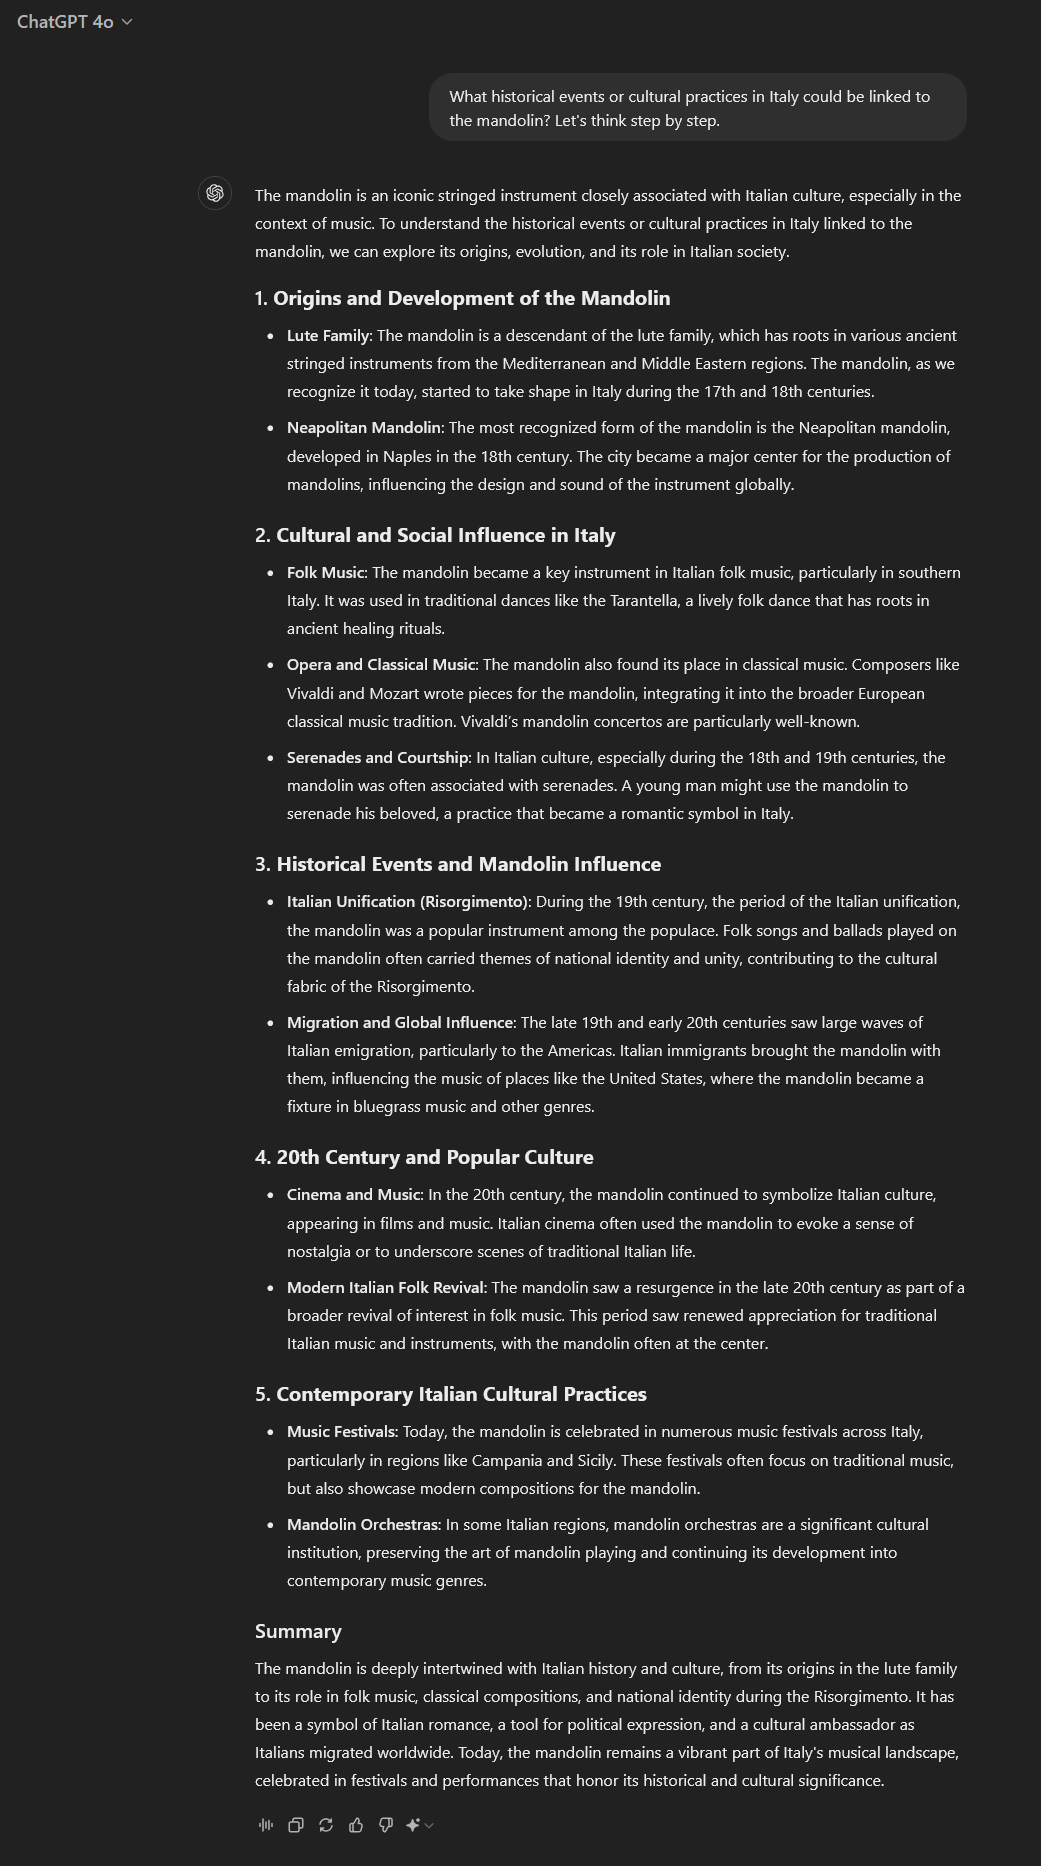 ChatGPT 4o
What historical events or cultural practices in Italy could be linked to
the mandolin? Let's think step by step.
The mandolin is an iconic stringed instrument closely associated with Italian culture, especially in the
context of music. To understand the historical events or cultural practices in Italy linked to the
mandolin, we can explore its origins, evolution, and its role in Italian society.
1. Origins and Development of the Mandolin
• Lute Family: The mandolin is a descendant of the lute family, which has roots in various ancient
stringed instruments from the Mediterranean and Middle Eastern regions. The mandolin, as we
recognize it today, started to take shape in Italy during the 17th and 18th centuries.
• Neapolitan Mandolin: The most recognized form of the mandolin is the Neapolitan mandolin,
developed in Naples in the 18th century. The city became a major center for the production of
mandolins, influencing the design and sound of the instrument globally.
2. Cultural and Social Influence in Italy
• Folk Music: The mandolin became a key instrument in Italian folk music, particularly in southern
Italy. It was used in traditional dances like the Tarantella, a lively folk dance that has roots in
ancient healing rituals.
• Opera and Classical Music: The mandolin also found its place in classical music. Composers like
Vivaldi and Mozart wrote pieces for the mandolin, integrating it into the broader European
classical music tradition. Vivaldi's mandolin concertos are particularly well-known.
• Serenades and Courtship: In Italian culture, especially during the 18th and 19th centuries, the
mandolin was often associated with serenades. A young man might use the mandolin to
serenade his beloved, a practice that became a romantic symbol in Italy.
3. Historical Events and Mandolin Influence
• Italian Unification (Risorgimento): During the 19th century, the period of the Italian unification,
the mandolin was a popular instrument among the populace. Folk songs and ballads played on
the mandolin often carried themes of national identity and unity, contributing to the cultural
fabric of the Risorgimento.
• Migration and Global Influence: The late 19th and early 20th centuries saw large waves of
Italian emigration, particularly to the Americas. Italian immigrants brought the mandolin with
them, influencing the music of places like the United States, where the mandolin became a
fixture in bluegrass music and other genres.
4. 20th Century and Popular Culture
• Cinema and Music: In the 20th century, the mandolin continued to symbolize Italian culture,
appearing in films and music. Italian cinema often used the mandolin to evoke a sense of
nostalgia or to underscore scenes of traditional Italian life.
• Modern Italian Folk Revival: The mandolin saw a resurgence in the late 20th century as part of a
broader revival of interest in folk music. This period saw renewed appreciation for traditional
Italian music and instruments, with the mandolin often at the center.
5. Contemporary Italian Cultural Practices
• Music Festivals: Today, the mandolin is celebrated in numerous music festivals across Italy,
particularly in regions like Campania and Sicily. These festivals often focus on traditional music,
but also showcase modern compositions for the mandolin.
• Mandolin Orchestras: In some Italian regions, mandolin orchestras are a significant cultural
institution, preserving the art of mandolin playing and continuing its development into
contemporary music genres.
Summary
The mandolin is deeply intertwined with Italian history and culture, from its origins in the lute family
to its role in folk music, classical compositions, and national identity during the Risorgimento. It has
been a symbol of Italian romance, a tool for political expression, and a cultural ambassador as
Italians migrated worldwide. Today, the mandolin remains a vibrant part of Italy's musical landscape,
celebrated in festivals and performances that honor its historical and cultural significance.